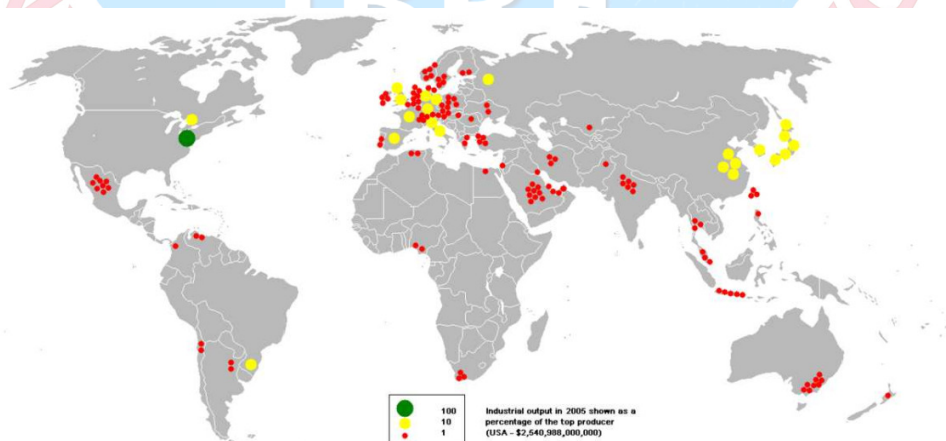 100
10
1
Industrial output in 2005 shown as a
percentage of the top producer
(USA - $2,540,988,000,000)